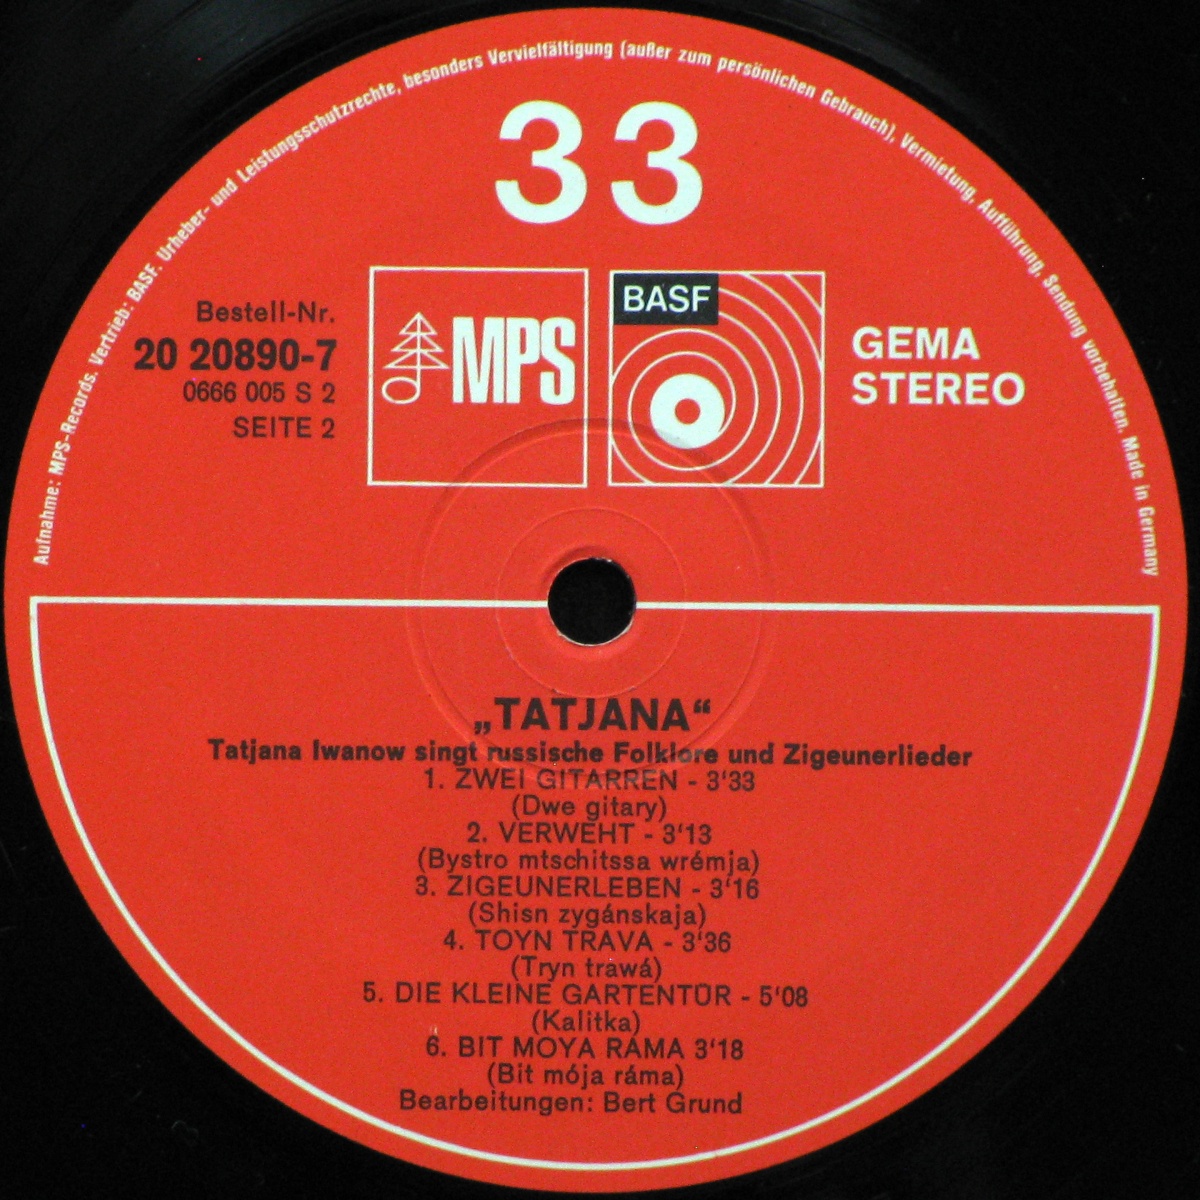 Aufnahme: MPS-Records. Vertrieb: BASF. Urheber- und Leistungsschutzrechte, besonders Vervielfältigung (außer zum persönlichen Gebrauch), Vermietung, Aufführung, Sendung vorbehalten. Made in Germany
33
Bestell-Nr.
20 20890-7
0666 005 S 2
SEITE 2
MPS
BASF
GEMA
STEREO
„TATJANA“
Tatjana Iwanow singt russische Folklore und Zigeunerlieder
1. ZWEI GITARREN - 3‘33
(Dwe gitary)
2. VERWEHT - 3‘13
(Bystro mtschitssa wrémja)
3. ZIGEUNERLEBEN - 3‘16
(Shisn zygánskaja)
4. TOYN TRAVA - 3‘36
(Tryn trawá)
5. DIE KLEINE GARTENTÜR - 5‘08
(Kalitka)
6. BIT MOYA RAMA 3‘18
(Bit mója ráma)
Bearbeitungen: Bert Grund